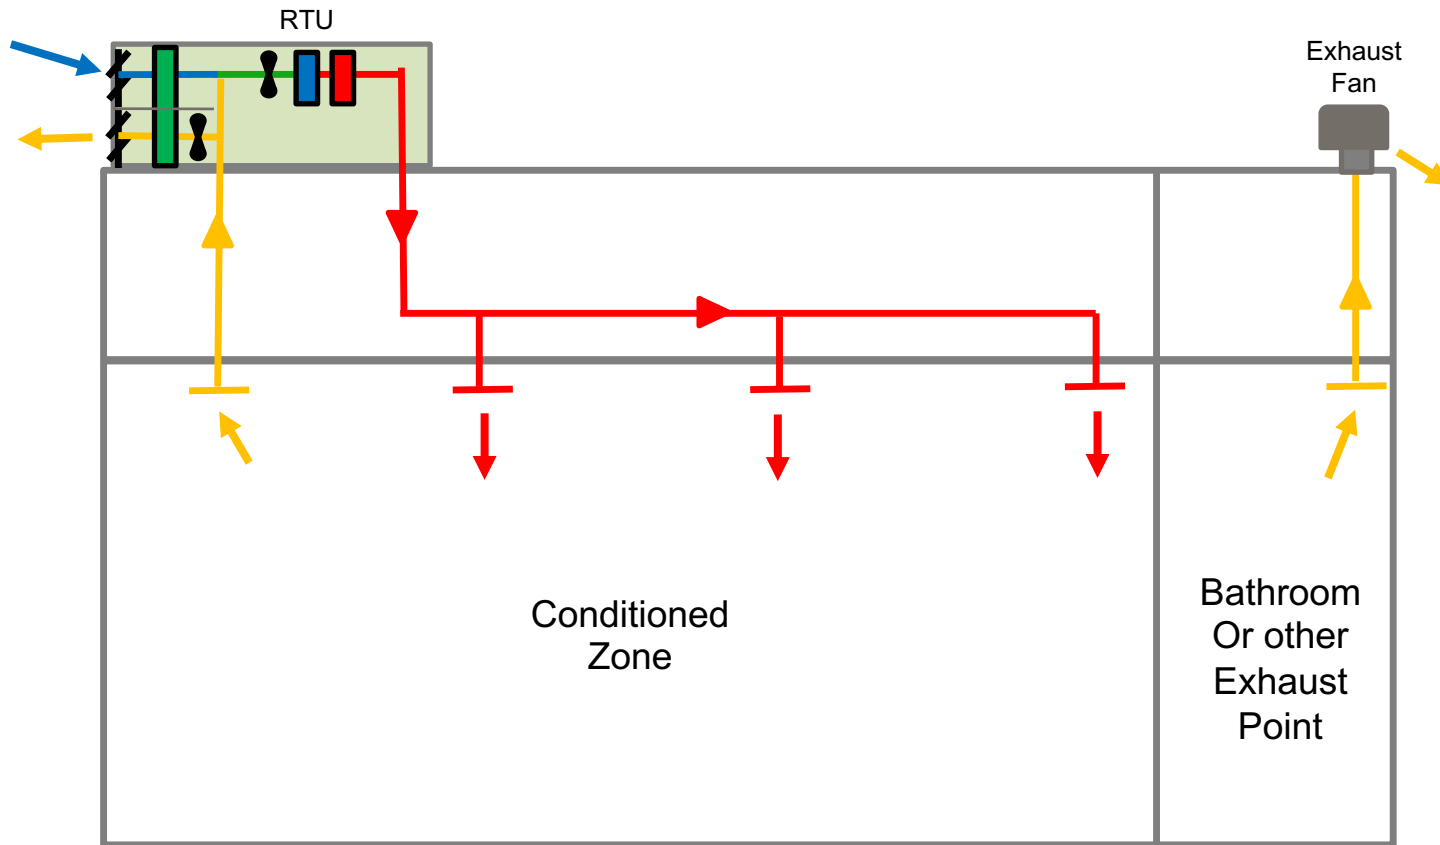 RTU
Exhaust
Fan
Conditioned
Zone
Bathroom
Or other
Exhaust
Point